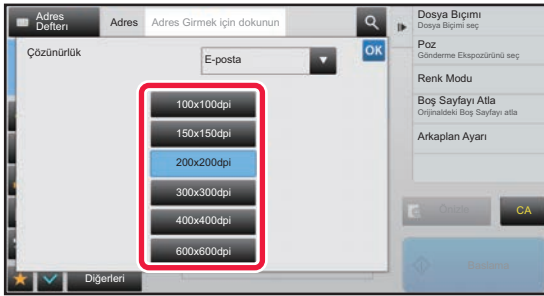 Adres
Defteri
Adres
Adres Girmek için dokunun
Çözünürlük
E-posta
OK
100x100dpi
150x150dpi
200x200dpi
300x300dpi
400x400dpi
600x600dpi
Diğerleri
Dosya Bıçımı
Dosya Biçimi seç
Poz
Gönderme Ekspozürünü seç
Renk Modu
Boş Sayfayı Atla
Orijinaldeki Boş Sayfayı atla
Arkaplan Ayarı
CA